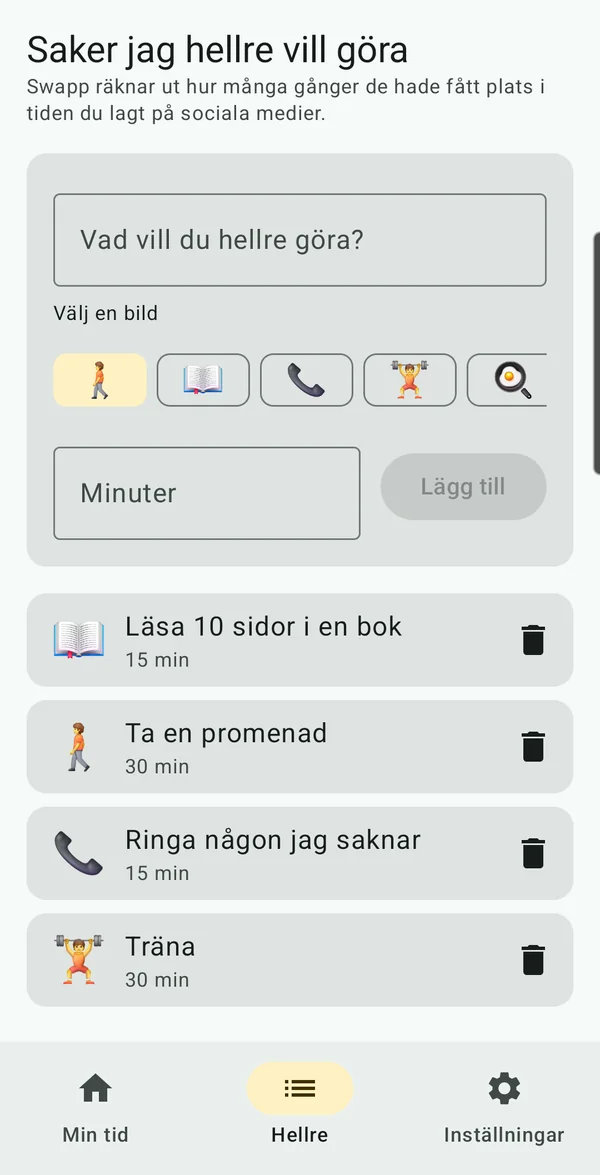 Saker jag hellre vill göra
Swapp räknar ut hur många gånger de hade fått plats i
tiden du lagt på sociala medier.
Vad vill du hellre göra?
Välj en bild
Minuter
Lägg till
Läsa 10 sidor i en bok
15 min
Ta en promenad
30 min
Ringa någon jag saknar
15 min
Träna
30 min
Min tid
Hellre
Inställningar